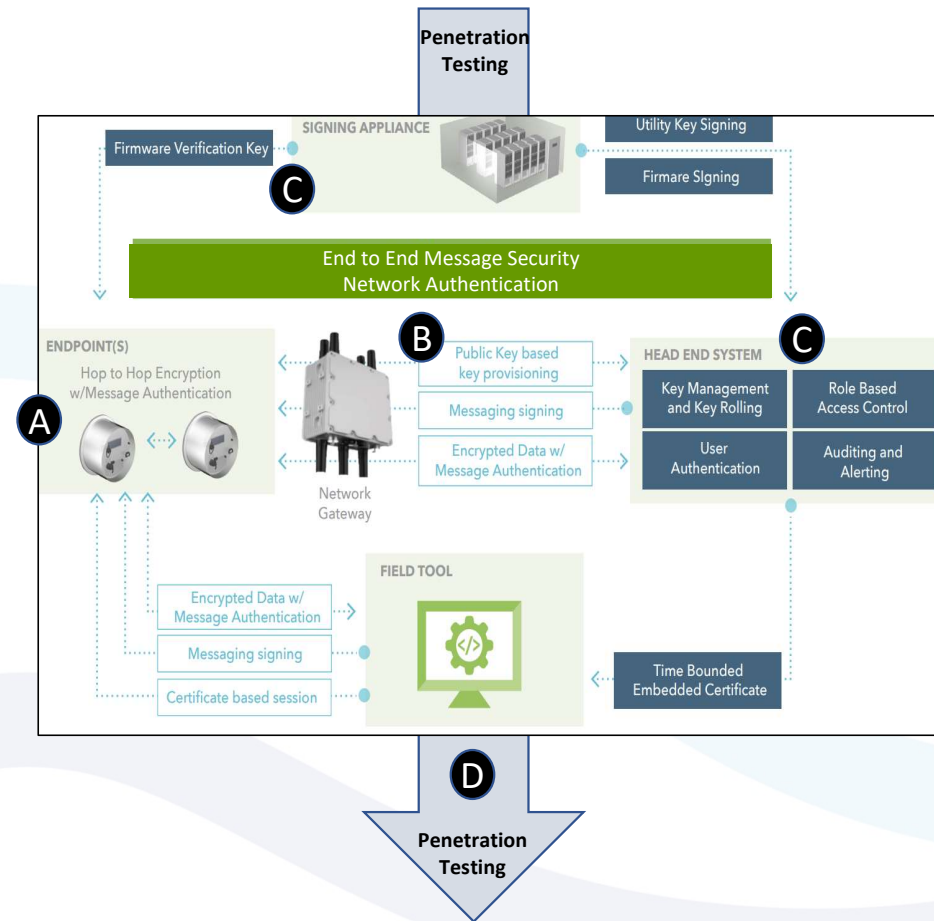 Penetration
Testing
SIGNING APPLIANCE
Utility Key Signing
Firmware Verification Key
Firmare SIgning
C
End to End Message Security
Network Authentication
ENDPOINT(S)
Hop to Hop Encryption
w/Message Authentication
A
B
Public Key based
key provisioning
Messaging signing
Encrypted Data w/
Message Authentication
Network
Gateway
HEAD END SYSTEM
C
Key Management
and Key Rolling
Role Based
Access Control
User
Authentication
Auditing and
Alerting
FIELD TOOL
Encrypted Data w/
Message Authentication
Messaging signing
Certificate based session
</>
Time Bounded
Embedded Certificate
D
Penetration
Testing